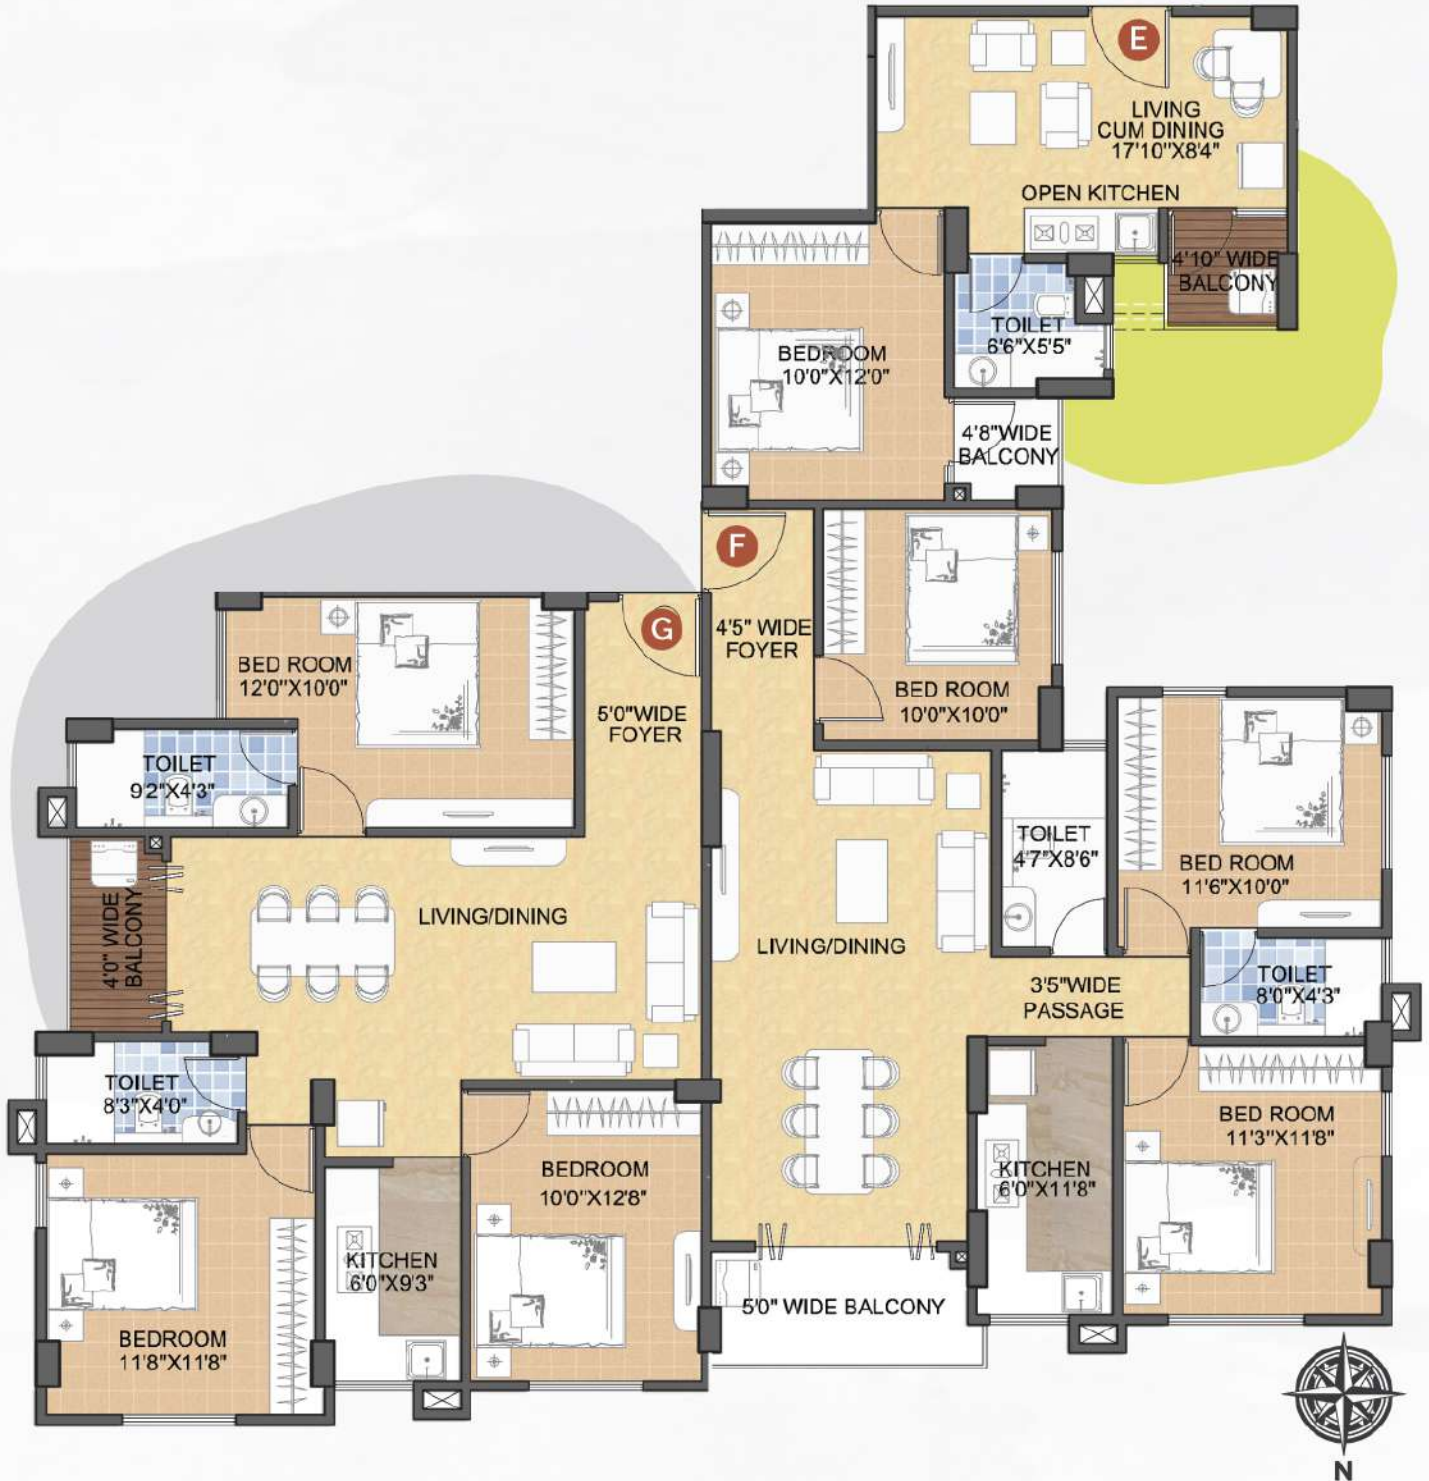 E
LIVING
CUM DINING
17'10"X8'4"
OPEN KITCHEN
4'10" WIDE
BALCONY
TOILET
6'6"X5'5"
BEDROOM
10'0"X12'0"
4'8"WIDE
BALCONY
F
4'5" WIDE
FOYER
BED ROOM
10'0"X10'0"
G
5'0"WIDE
FOYER
BED ROOM
12'0"X10'0"
TOILET
9'2"X4'3"
4'0" WIDE
BALCONY
LIVING/DINING
LIVING/DINING
TOILET
4'7"X8'6"
BED ROOM
11'6"X10'0"
3'5"WIDE
PASSAGE
TOILET
8'0"X4'3"
TOILET
8'3"X4'0"
BED ROOM
11'3"X11'8"
KITCHEN
6'0"X11'8"
BEDROOM
10'0"X12'8"
KITCHEN
6'0"X9'3"
BEDROOM
11'8"X11'8"
5'0" WIDE BALCONY
N